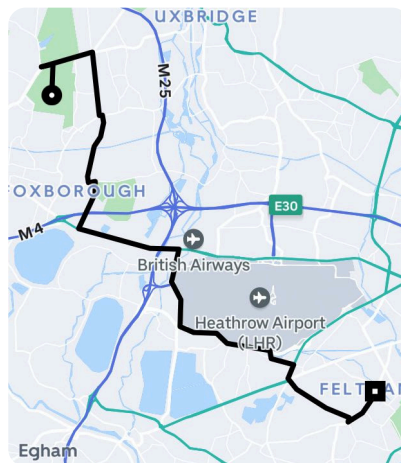 UXBRIDGE
M25
FOXBOROUGH
E30
M4
British Airways
Heathrow Airport
(LHR)
Egham